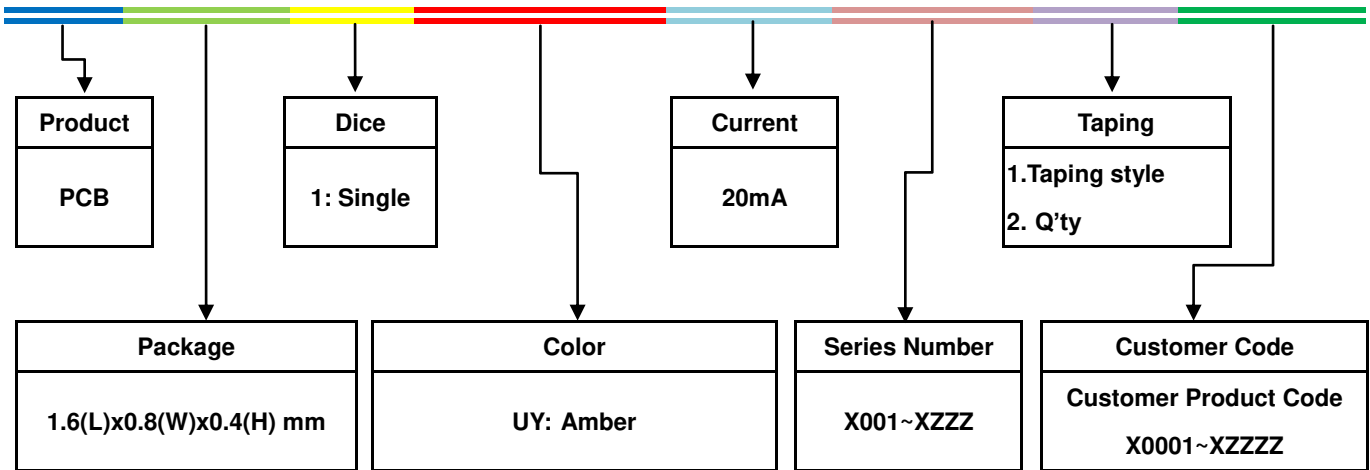 Product
PCB
Dice
1: Single
Current
20mA
Taping
1.Taping style
2. Q’ty
Package
1.6(L)x0.8(W)x0.4(H) mm
Color
UY: Amber
Series Number
X001~XZZZ
Customer Code
Customer Product Code
X0001~XZZZZ